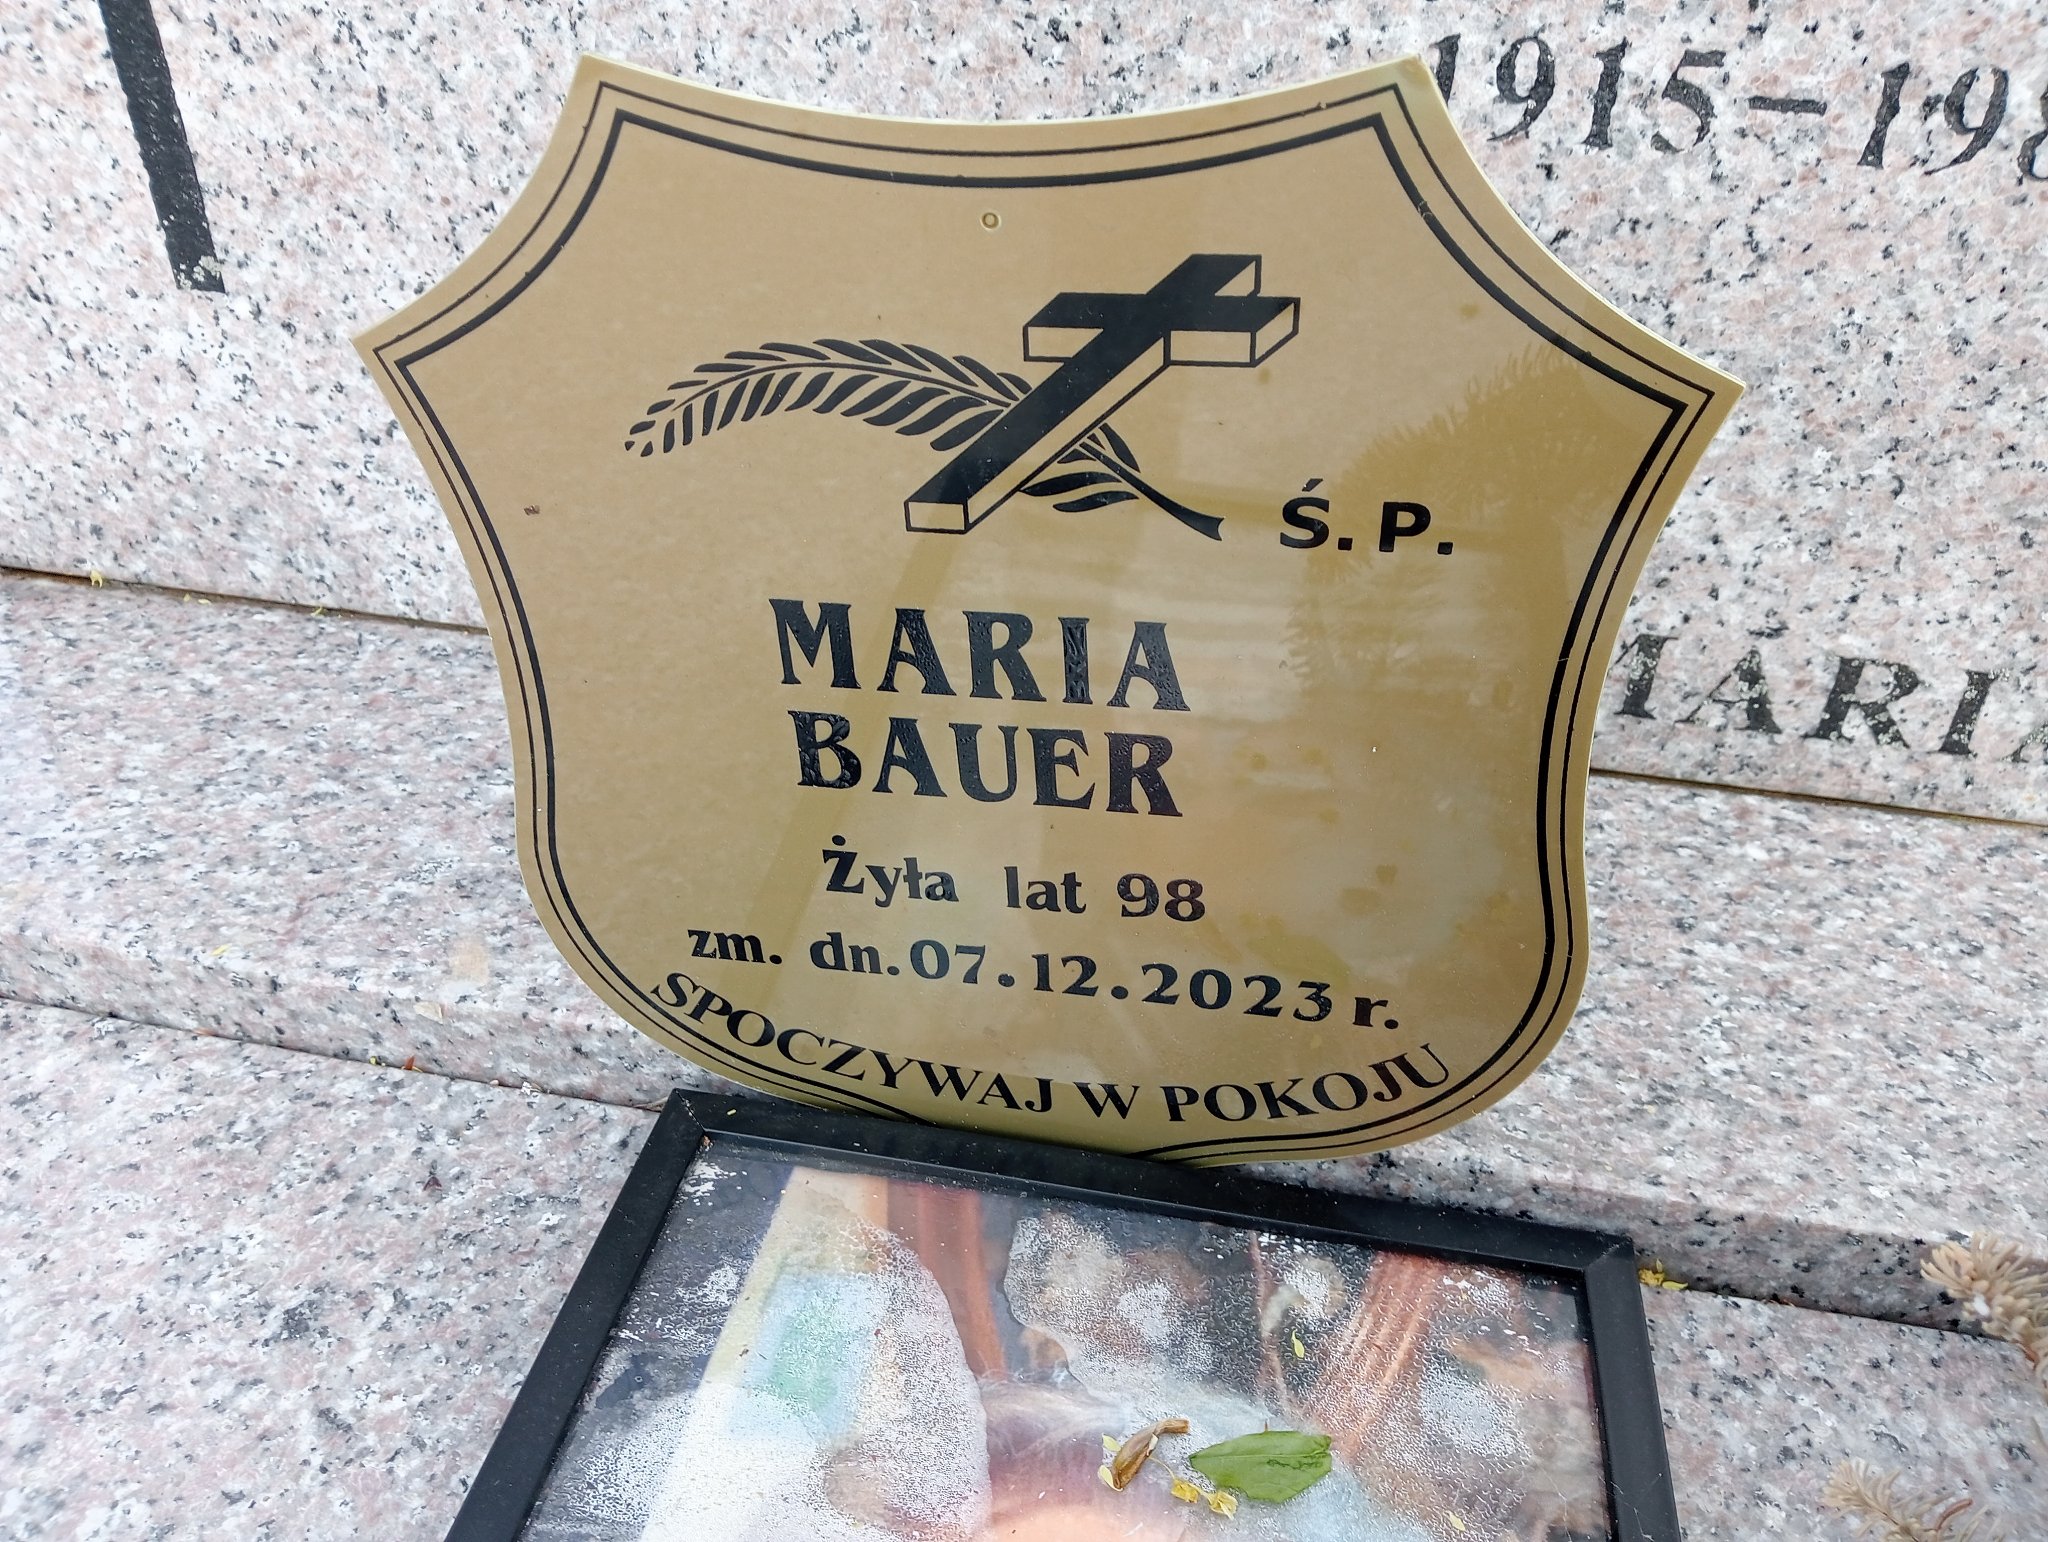 1915-198
Ś.P.
MARIA
BAUER
Żyła lat 98
zm. dn. 07.12.2023 r.
SPOCZYWAJ W POKOJU
MARIA